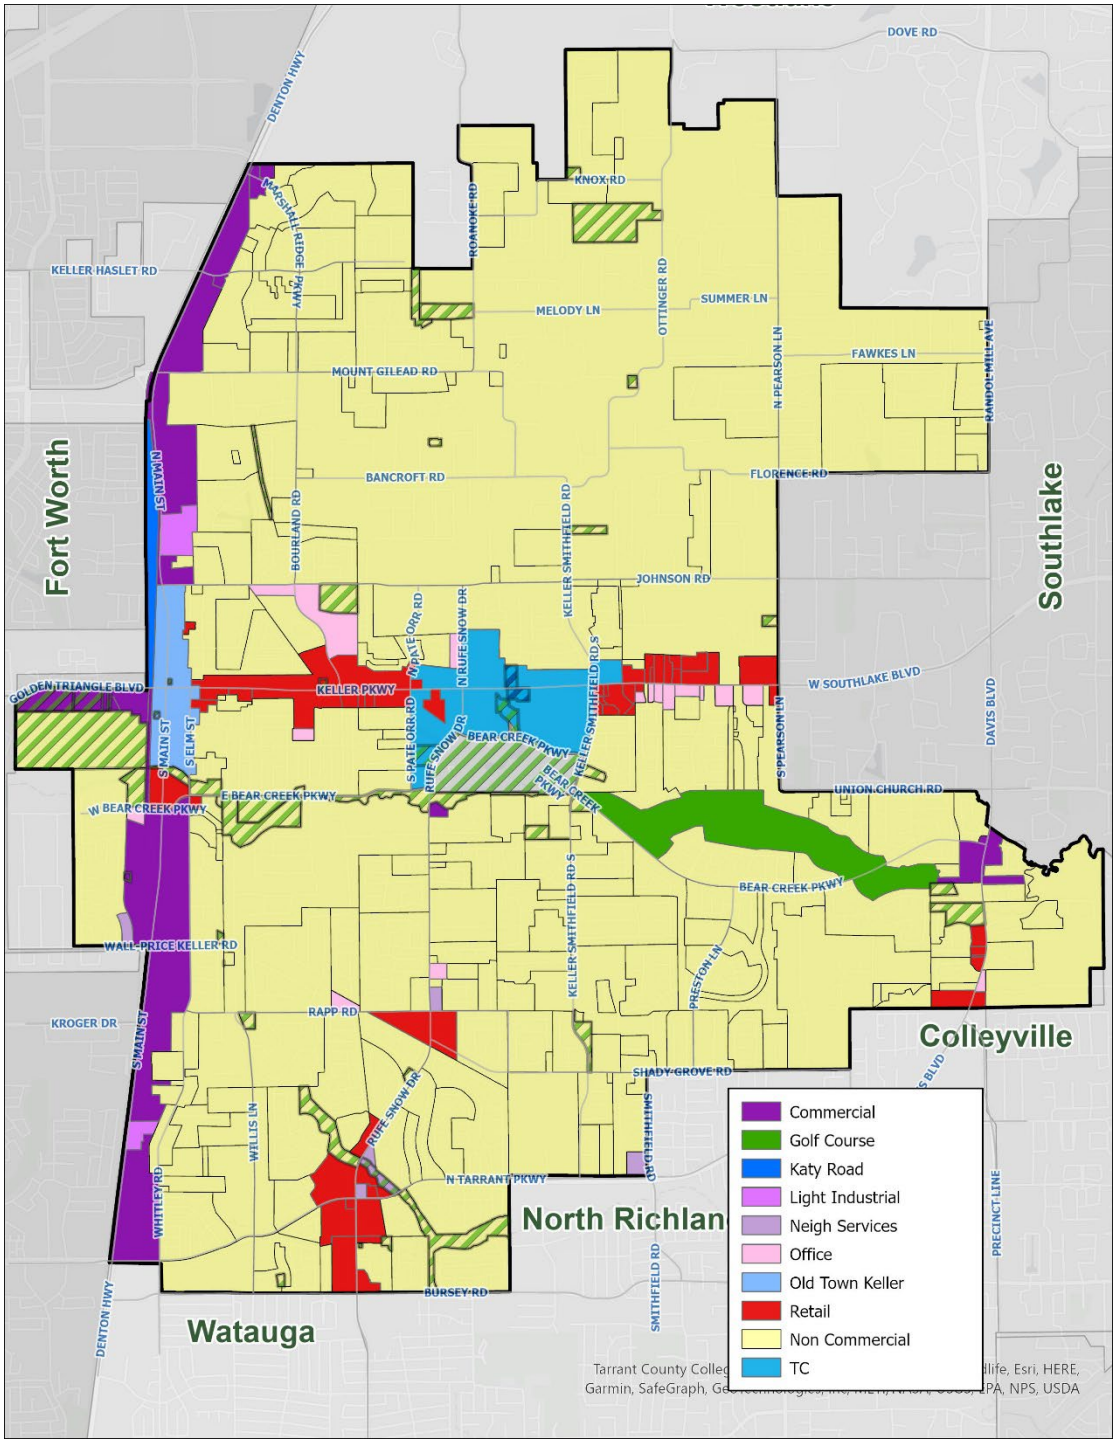 DOVE RD
DENTON HWY
KNOX RD
MARSHALL RIDGE PKWY
ROANOKE RD
KELLER HASLET RD
OTTINGER RD
SUMMER LN
MELODY LN
N PEARSON LN
FAWKES LN
RANDOL MILL AVE
MOUNT GILEAD RD
Fort Worth
N MAIN ST
BANCROFT RD
FLORENCE RD
Southlake
BOURLAND RD
KELLER SMITHFIELD RD
JOHNSON RD
N PATE ORR RD
N RUFE SNOW DR
KELLER SMITHFIELD RD S
W SOUTHLAKE BLVD
GOLDEN TRIANGLE BLVD
KELLER PKWY
DAVIS BLVD
S MAIN ST
S ELM ST
S PATE ORR RD
RUFE SNOW DR
BEAR CREEK PKWY
S PEARSON LN
BEAR CREEK
PKWY
UNION CHURCH RD
E BEAR CREEK PKWY
W BEAR CREEK PKWY
BEAR CREEK PKWY
KELLER SMITHFIELD RD S
WALL-PRICE KELLER RD
PRESTON LN
RAPP RD
KROGER DR
S MAIN ST
Colleyville
SHADY GROVE RD
S BLVD
RUFE SNOW DR
SMITHFIELD RD
WILLIS LN
WHITLEY RD
N TARRANT PKWY
North Richlan
PRECINCT LINE
SMITHFIELD RD
BURSEY RD
DENTON HWY
Watauga
Commercial
Golf Course
Katy Road
Light Industrial
Neigh Services
Office
Old Town Keller
Retail
Non Commercial
TC
Tarrant County Colleg
dlife, Esri, HERE,
Garmin, SafeGraph,
EPA, NPS, USDA